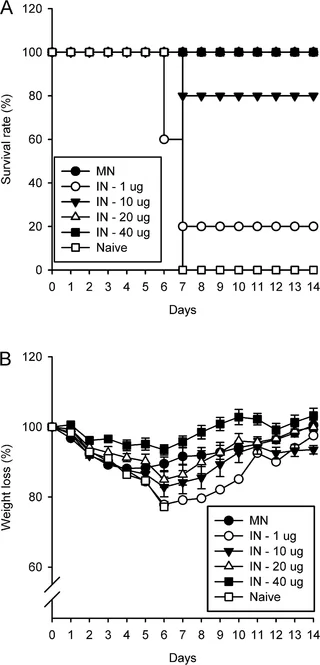 A
120
100
80
60
40
20
0
Survival rate (%)
MN
IN - 1 ug
IN - 10 ug
IN - 20 ug
IN - 40 ug
Naive
0 1 2 3 4 5 6 7 8 9 10 11 12 13 14
Days
B
120
100
80
60
Weight loss (%)
MN
IN - 1 ug
IN - 10 ug
IN - 20 ug
IN - 40 ug
Naive
0 1 2 3 4 5 6 7 8 9 10 11 12 13 14
Days